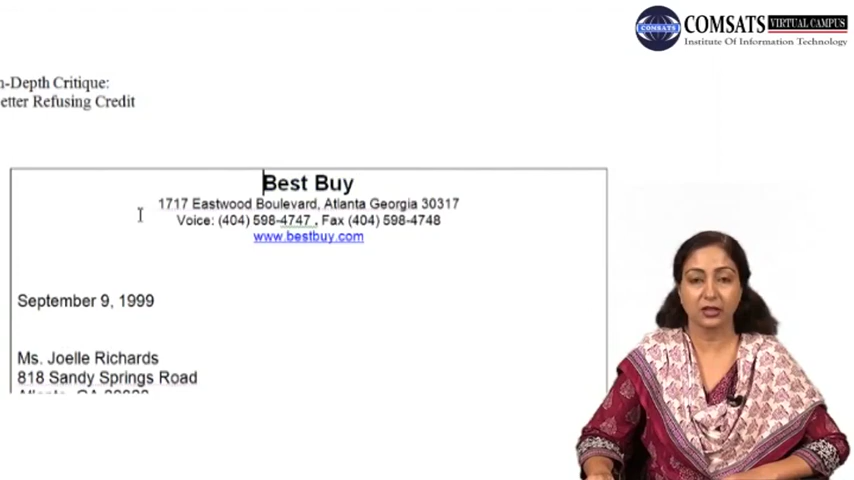 COMSATS VIRTUAL CAMPUS
COMSATS
Institute Of Information Technology
Critique:
Refusing Credit
Best Buy
1717 Eastwood Boulevard, Atlanta Georgia 30317
Voice: (404) 598-4747 , Fax (404) 598-4748
www.bestbuy.com
September 9, 1999
Ms. Joelle Richards
818 Sandy Springs Road